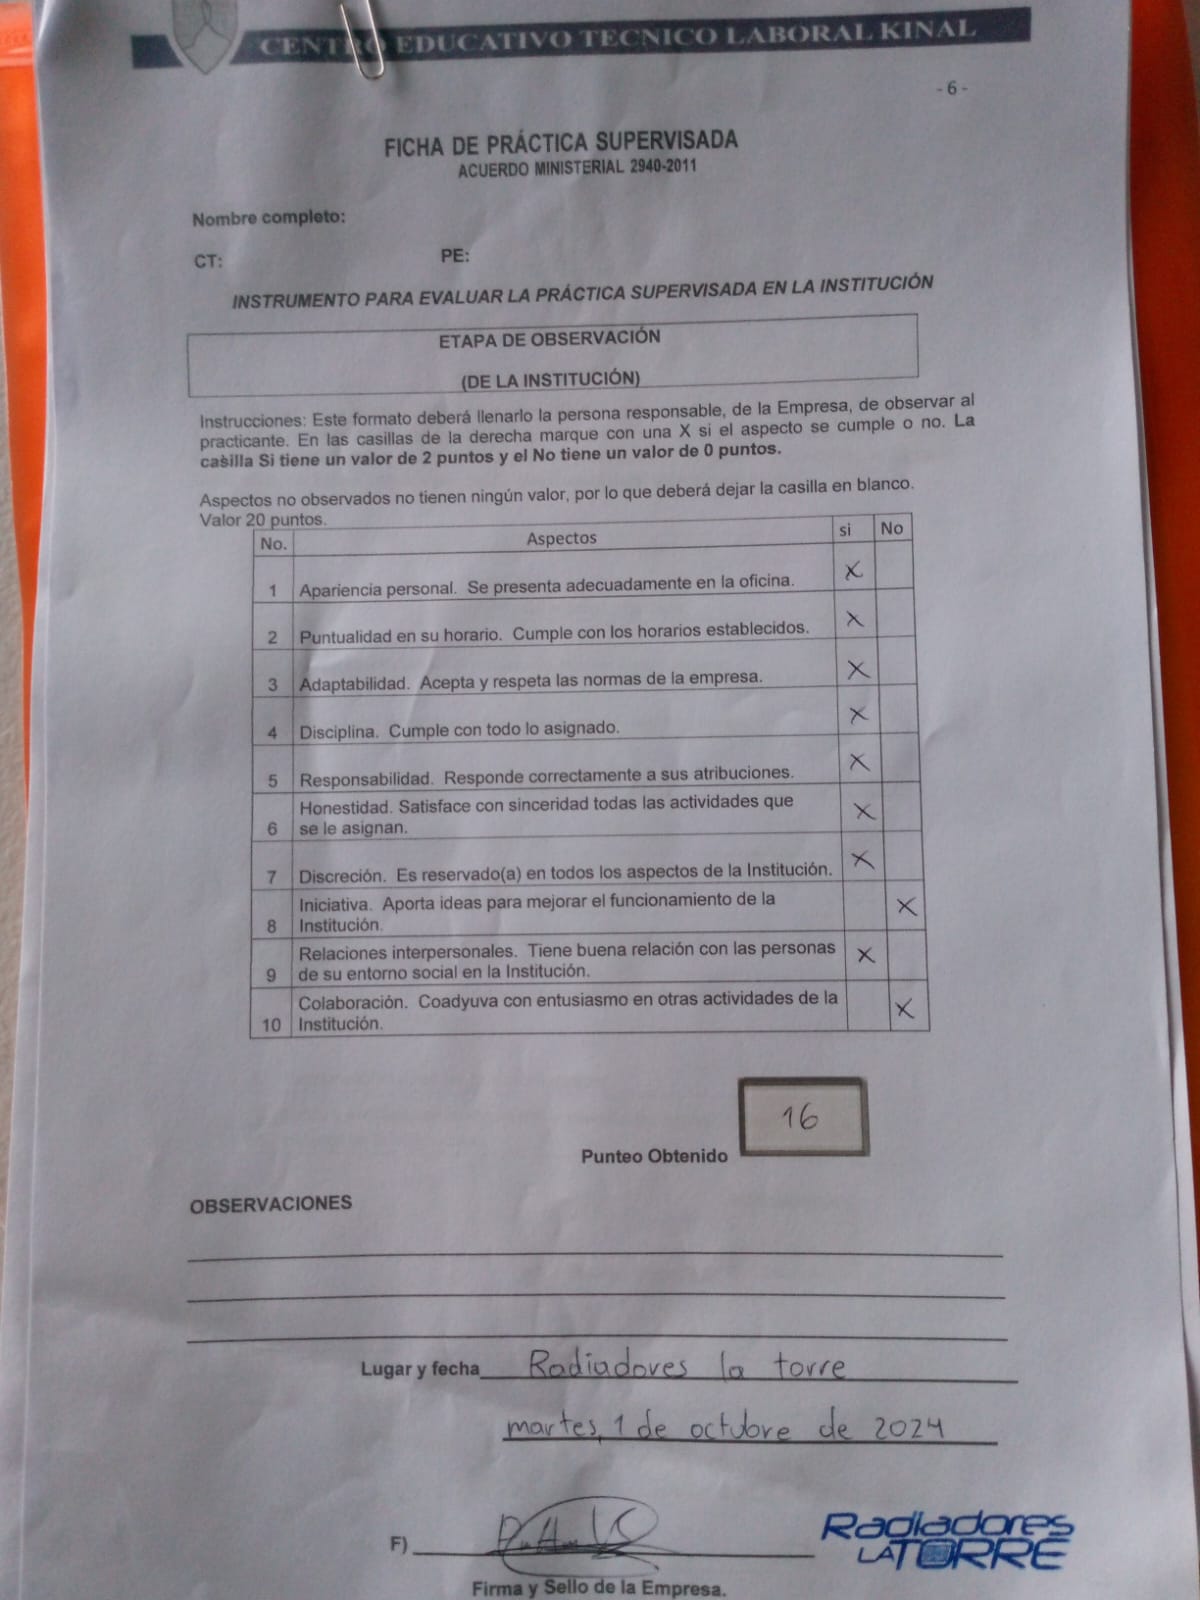 CENTRO EDUCATIVO TECNICO LABORAL KINAL
- 6 -
FICHA DE PRÁCTICA SUPERVISADA
ACUERDO MINISTERIAL 2940-2011
Nombre completo:
CT: PE:
INSTRUMENTO PARA EVALUAR LA PRÁCTICA SUPERVISADA EN LA INSTITUCIÓN
ETAPA DE OBSERVACIÓN
(DE LA INSTITUCIÓN)
Instrucciones: Este formato deberá llenarlo la persona responsable, de la Empresa, de observar al
practicante. En las casillas de la derecha marque con una X si el aspecto se cumple o no. La
casilla Si tiene un valor de 2 puntos y el No tiene un valor de 0 puntos.
Aspectos no observados no tienen ningún valor, por lo que deberá dejar la casilla en blanco.
Valor 20 puntos.
No. Aspectos si No
1 Apariencia personal. Se presenta adecuadamente en la oficina. X
2 Puntualidad en su horario. Cumple con los horarios establecidos. X
3 Adaptabilidad. Acepta y respeta las normas de la empresa. X
4 Disciplina. Cumple con todo lo asignado. X
5 Responsabilidad. Responde correctamente a sus atribuciones. X
Honestidad. Satisface con sinceridad todas las actividades que
6 se le asignan. X
7 Discreción. Es reservado(a) en todos los aspectos de la Institución. X
Iniciativa. Aporta ideas para mejorar el funcionamiento de la
8 Institución. X
Relaciones interpersonales. Tiene buena relación con las personas
9 de su entorno social en la Institución. X
Colaboración. Coadyuva con entusiasmo en otras actividades de la
10 Institución. X
16
Punteo Obtenido
OBSERVACIONES
Lugar y fecha Radiadores la torre
martes, 1 de octubre de 2024
F)
Radiadores
LA TORRE
Firma y Sello de la Empresa.